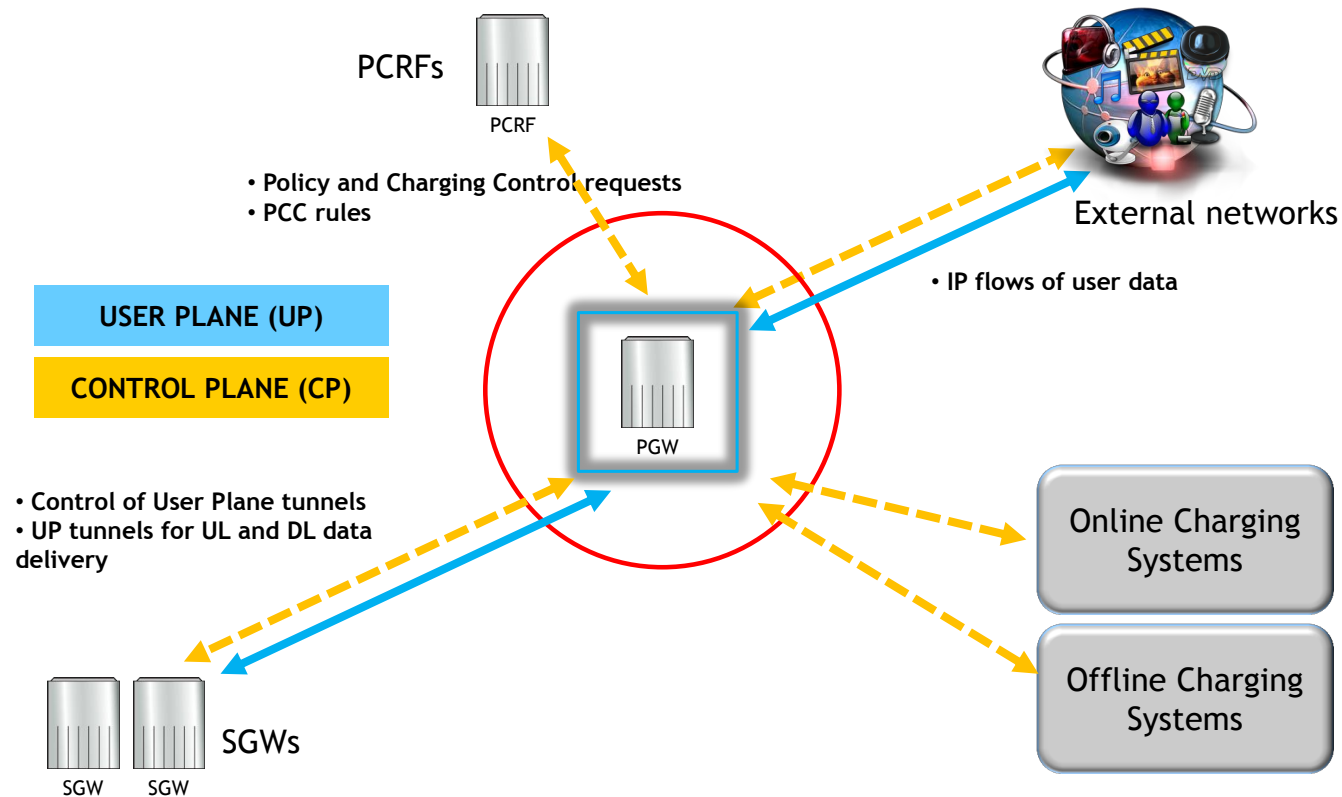 PCRFs
PCRF
• Policy and Charging Control requests
• PCC rules
External networks
• IP flows of user data
USER PLANE (UP)
CONTROL PLANE (CP)
PGW
• Control of User Plane tunnels
• UP tunnels for UL and DL data
delivery
Online Charging
Systems
Offline Charging
Systems
SGWs
SGW
SGW
DVD